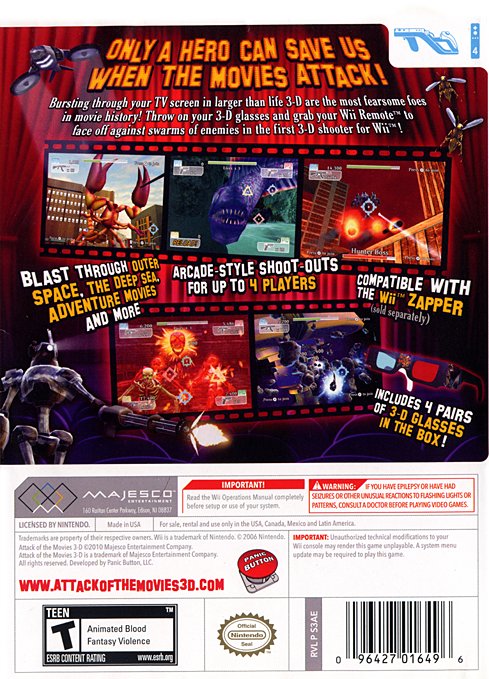 ONLY A HERO CAN SAVE US
WHEN THE MOVIES ATTACK!
Bursting through your TV screen in larger than life 3-D are the most fearsome foes
in movie history! Throw on your 3-D glasses and grab your Wii Remote™ to
face off against swarms of enemies in the first 3-D shooter for Wii™!
4
RELOAD!
Hunter Boss
BLAST THROUGH OUTER
SPACE, THE DEEP SEA,
ADVENTURE MOVIES
AND MORE
ARCADE-STYLE SHOOT-OUTS
FOR UP TO 4 PLAYERS
COMPATIBLE WITH
THE Wii™ ZAPPER
(sold separately)
INCLUDES 4 PAIRS
OF 3-D GLASSES
IN THE BOX!
MAJESCO
ENTERTAINMENT
160 Raritan Center Parkway, Edison, NJ 08837
IMPORTANT!
Read the Wii Operations Manual completely
before setup or use of your system.
WARNING: IF YOU HAVE EPILEPSY OR HAVE HAD
SEIZURES OR OTHER UNUSUAL REACTIONS TO FLASHING LIGHTS OR
PATTERNS, CONSULT A DOCTOR BEFORE PLAYING VIDEO GAMES.
LICENSED BY NINTENDO.
Made in USA
For sale, rental and use only in the USA, Canada, Mexico and Latin America.
Trademarks are property of their respective owners. Wii is a trademark of Nintendo. © 2006 Nintendo.
Attack of the Movies 3-D ©2010 Majesco Entertainment Company.
Attack of the Movies 3-D is a trademark of Majesco Entertainment Company.
All rights reserved. Developed by Panic Button, LLC.
IMPORTANT: Unauthorized technical modifications to your
Wii console may render this game unplayable. A system menu
update may be required to play this game.
WWW.ATTACKOFTHEMOVIES3D.COM
PANIC
BUTTON
TEEN
T
™
Animated Blood
Fantasy Violence
ESRB CONTENT RATING
www.esrb.org
Official
Nintendo
Seal
RVL P S3AE
0 96427 01649 6